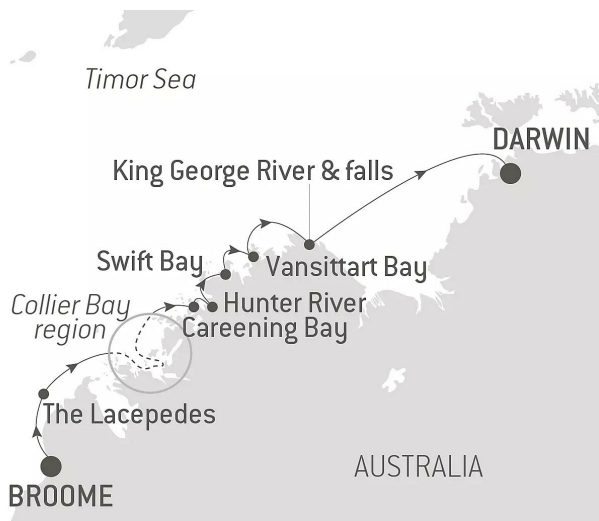 Timor Sea
DARWIN
King George River & falls
Swift Bay
Vansittart Bay
Collier Bay
region
Hunter River
Careening Bay
The Lacepedes
AUSTRALIA
BROOME